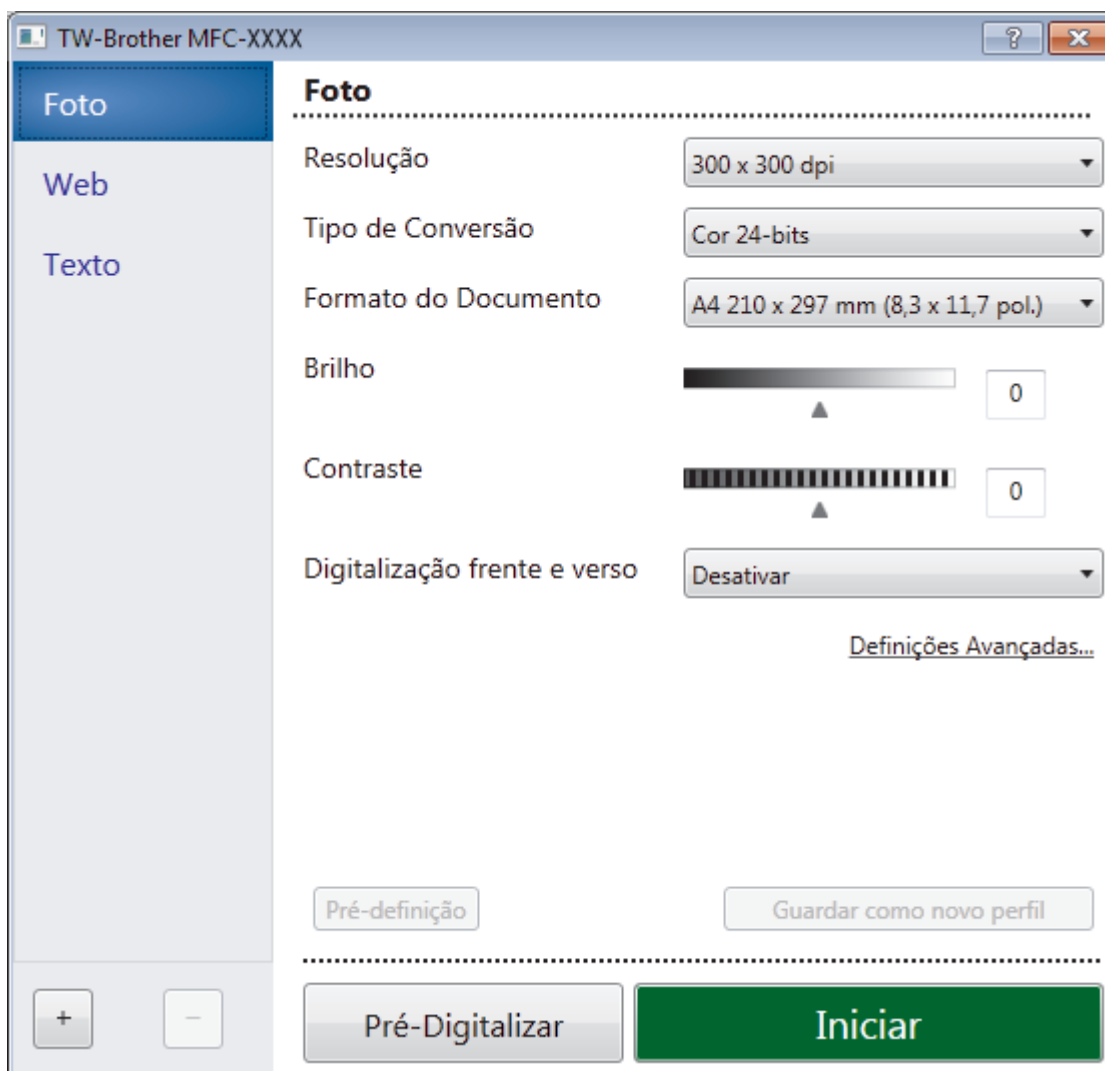 TW-Brother MFC-XXXX
?
Foto
Web
Texto
Foto
Resolução
300 x 300 dpi
Tipo de Conversão
Cor 24-bits
Formato do Documento
A4 210 x 297 mm (8,3 x 11,7 pol.)
Brilho
0
Contraste
0
Digitalização frente e verso
Desativar
Definições Avançadas...
Pré-definição
Guardar como novo perfil
+
−
Pré-Digitalizar
Iniciar